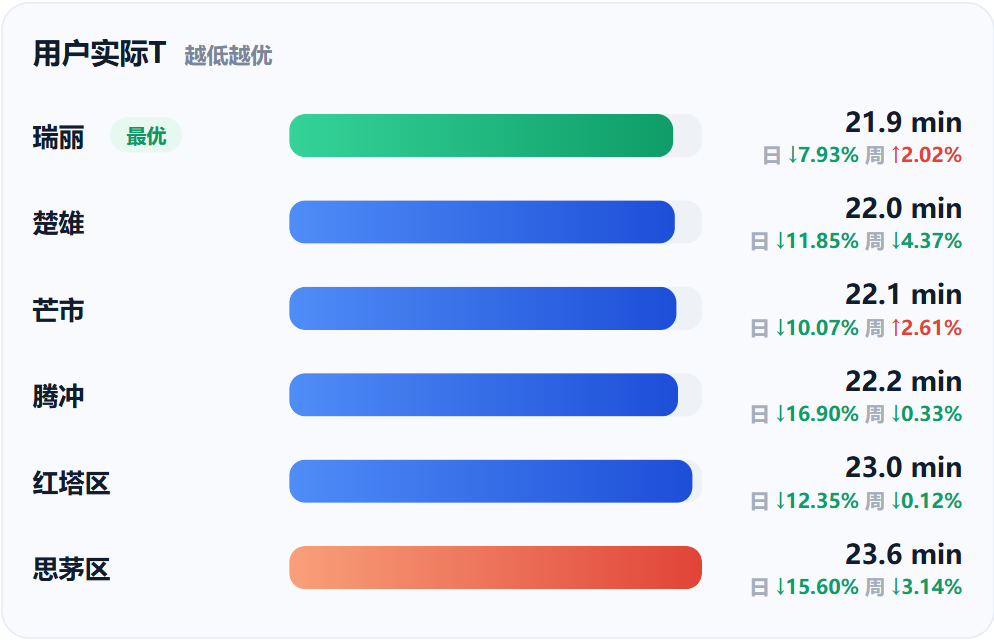 用户实际T 越低越优
瑞丽 最优 21.9 min
日 ↓7.93% 周 ↑2.02%
楚雄 22.0 min
日 ↓11.85% 周 ↓4.37%
芒市 22.1 min
日 ↓10.07% 周 ↑2.61%
腾冲 22.2 min
日 ↓16.90% 周 ↓0.33%
红塔区 23.0 min
日 ↓12.35% 周 ↓0.12%
思茅区 23.6 min
日 ↓15.60% 周 ↓3.14%